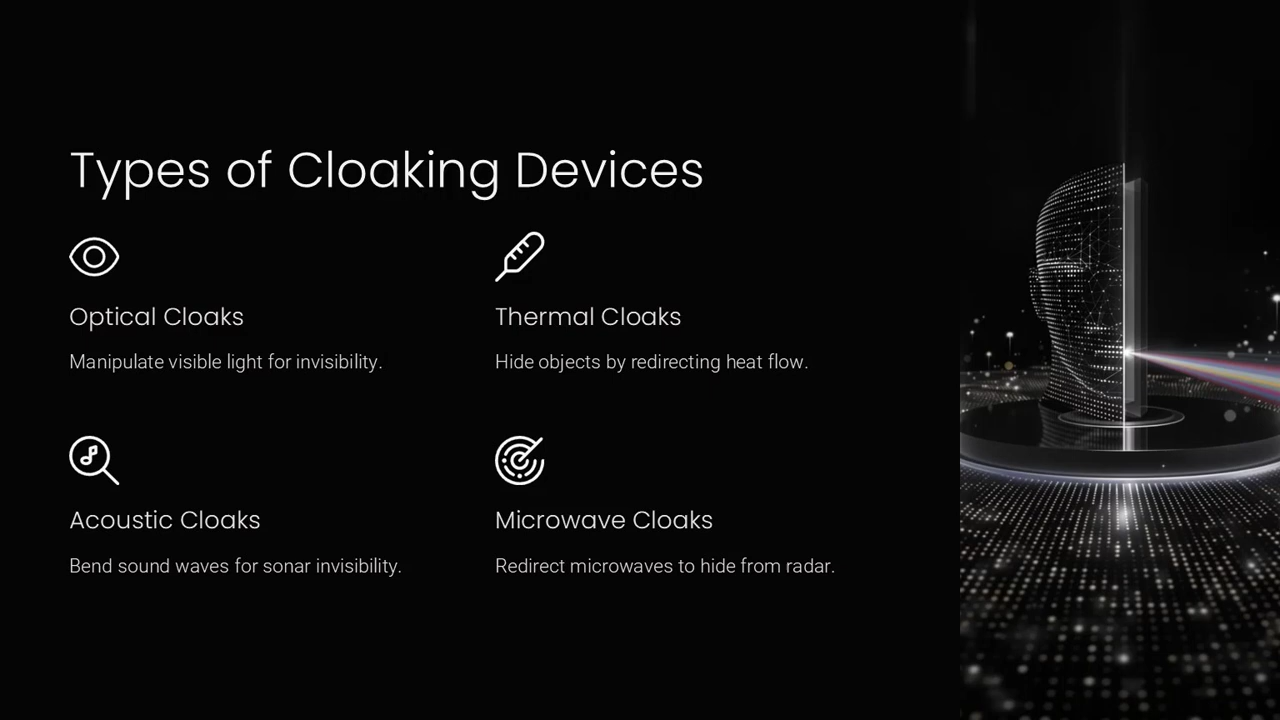 Types of Cloaking Devices
Optical Cloaks
Manipulate visible light for invisibility.
Thermal Cloaks
Hide objects by redirecting heat flow.
Acoustic Cloaks
Bend sound waves for sonar invisibility.
Microwave Cloaks
Redirect microwaves to hide from radar.